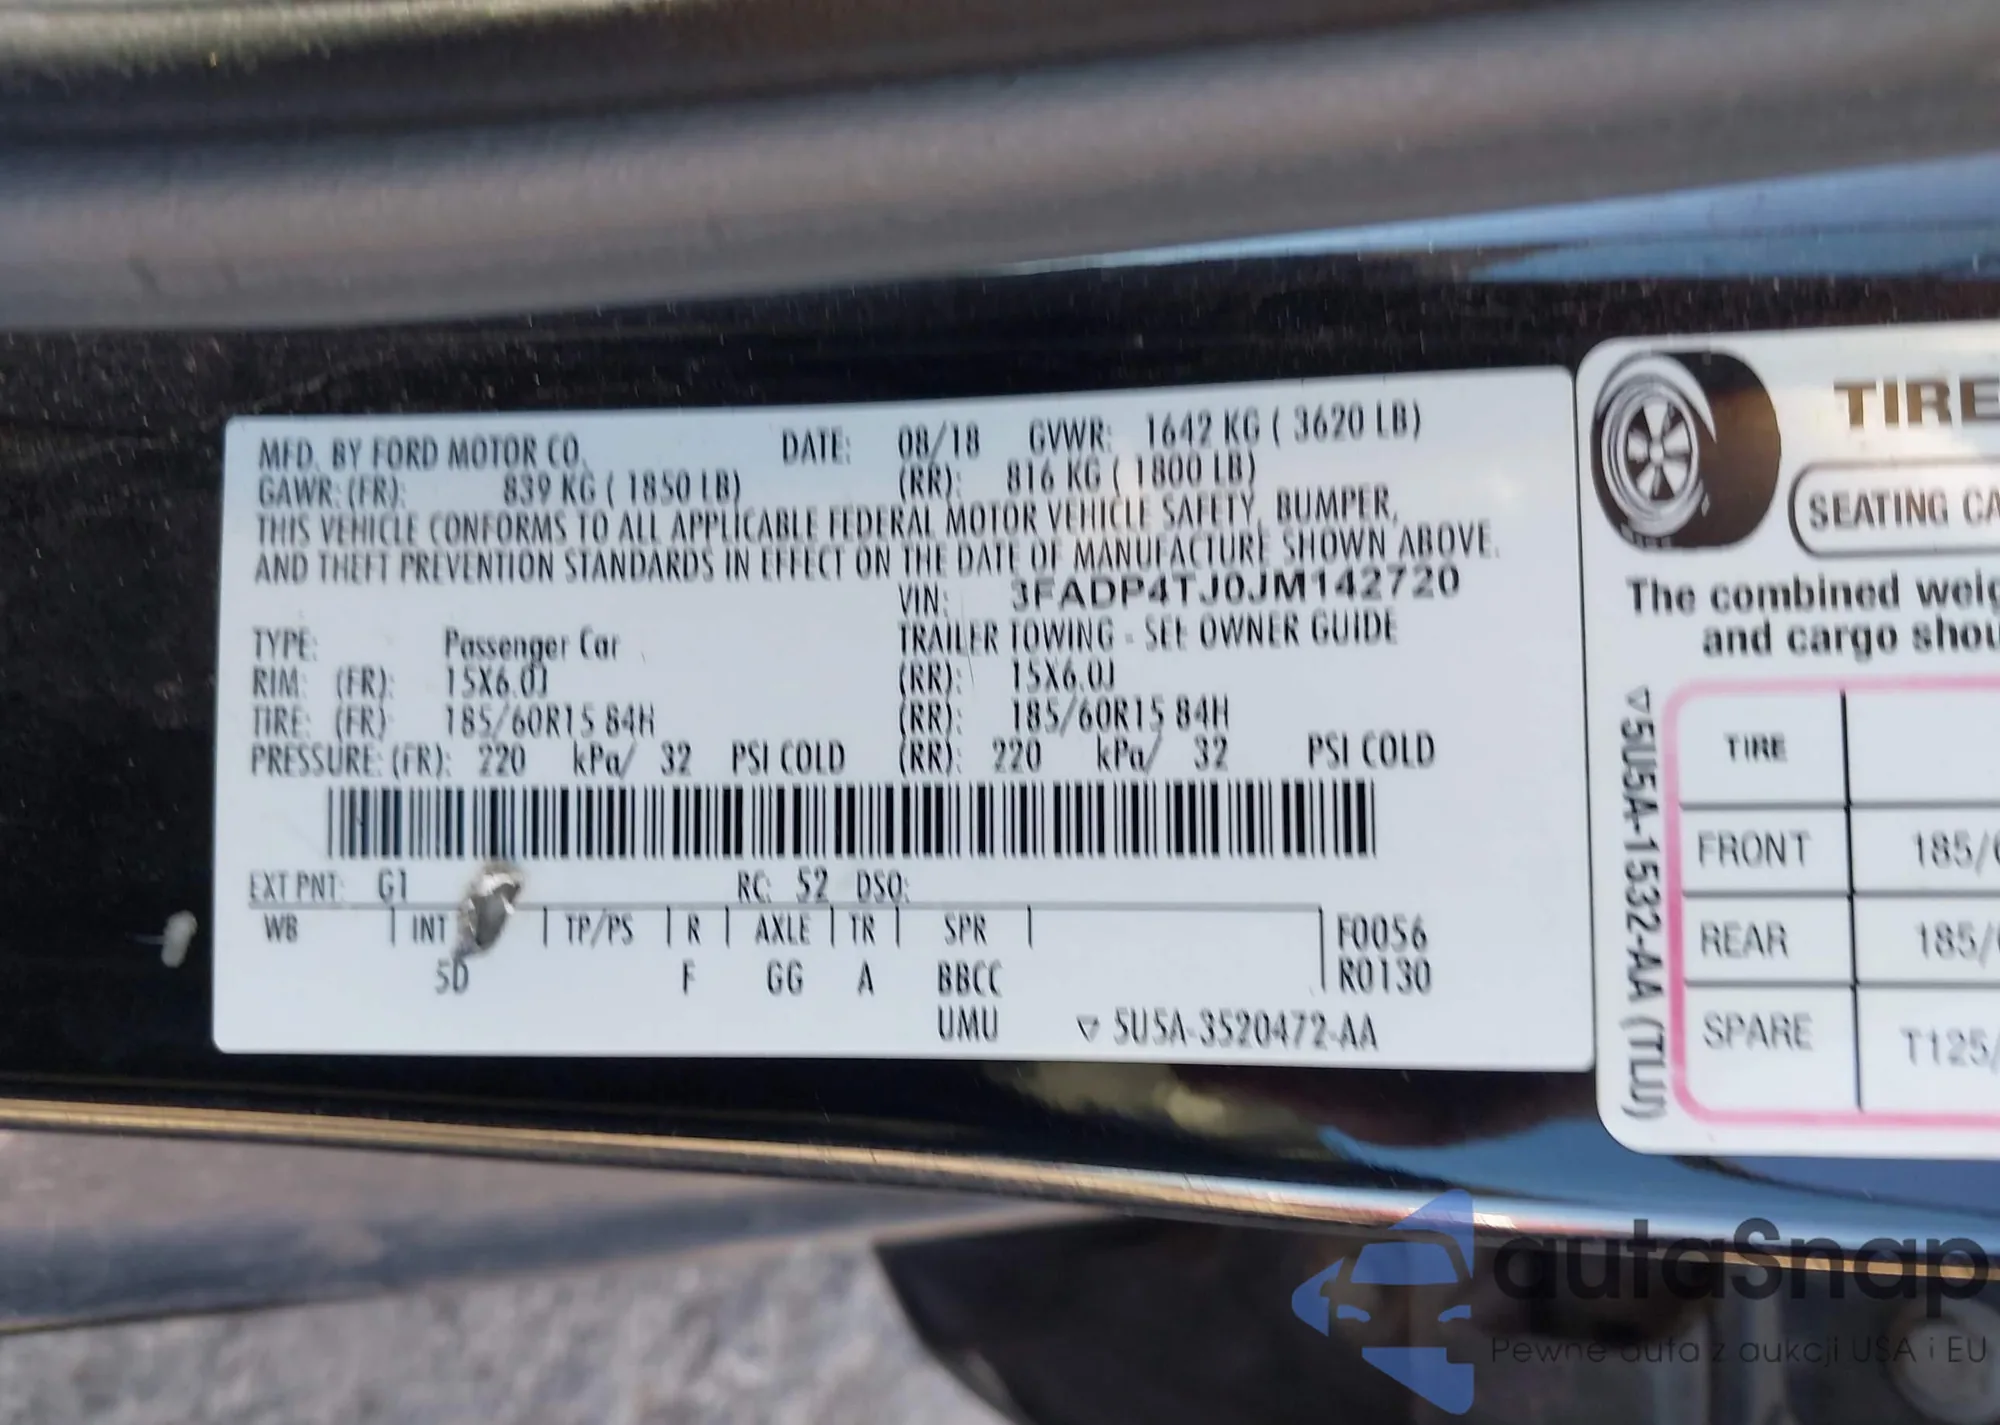 MFD. BY FORD MOTOR CO. DATE: 08/18 GVWR: 1642 KG ( 3620 LB)
GAWR: (FR): 839 KG ( 1850 LB) (RR): 816 KG ( 1800 LB)
THIS VEHICLE CONFORMS TO ALL APPLICABLE FEDERAL MOTOR VEHICLE SAFETY, BUMPER,
AND THEFT PREVENTION STANDARDS IN EFFECT ON THE DATE OF MANUFACTURE SHOWN ABOVE.
VIN: 3FADP4TJ0JM142720
TYPE: Passenger Car TRAILER TOWING - SEE OWNER GUIDE
RIM: (FR): 15X6.0J (RR): 15X6.0J
TIRE: (FR): 185/60R15 84H (RR): 185/60R15 84H
PRESSURE: (FR): 220 kPa/ 32 PSI COLD (RR): 220 kPa/ 32 PSI COLD
EXT PNT: G1 RC: 52 DSO:
WB INT TP/PS R AXLE TR SPR F0056
5D F GG A BBCC R0130
UMU ▽ 5U5A-3520472-AA
TIRE
SEATING CA
The combined weig
and cargo shou
▽5U5A-1532-AA (TLU)
TIRE
FRONT 185/6
REAR 185/6
SPARE T125/
autaSnap
Pewne auta z aukcji USA i EU